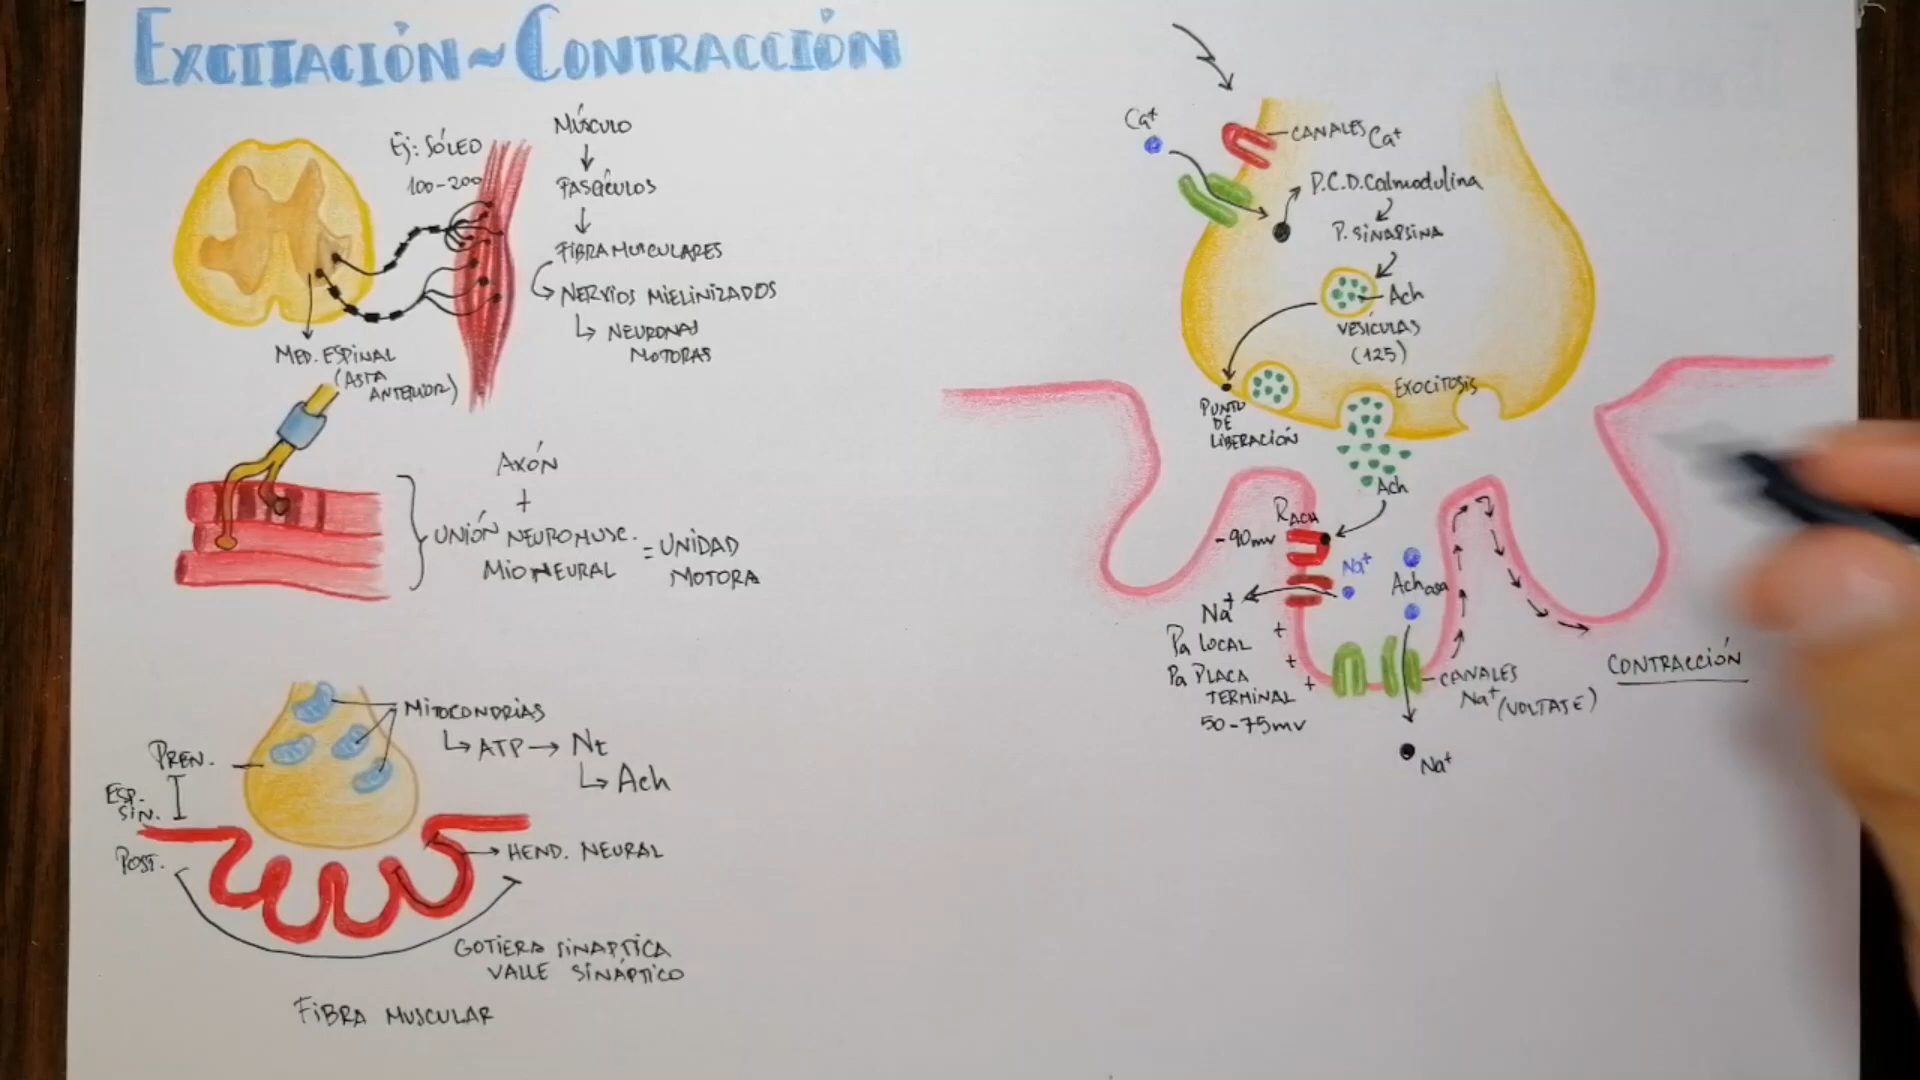 EXCITACIÓN~CONTRACCIÓN
Ej: SÓLEO
100-200
MED. ESPINAL
(ASTA
ANTERIOR)
MÚSCULO
FASCÍCULOS
FIBRA MUSCULARES
NERVIOS MIELINIZADOS
NEURONAS
MOTORAS
AXÓN
+
UNIÓN NEUROMUSC.
MIONEURAL
= UNIDAD
MOTORA
MITOCONDRIAS
ATP → Nt
Ach
PREN.
ESP.
SIN.
POST.
HEND. NEURAL
GOTIERA SINAPTICA
VALLE SINÁPTICO
FIBRA MUSCULAR
Ca+
CANALES Ca+
P.C.D. Calmodulina
P. SINAPSINA
Ach
VESÍCULAS
(125)
EXOCITOSIS
PUNTO
DE
LIBERACIÓN
Ach
RACH
-90mv
Na+
Achasa
Na+
Pa LOCAL
Pa PLACA
TERMINAL
50-75mv
+
+
+
CANALES
Na+ (VOLTAJE)
Na+
CONTRACCIÓN